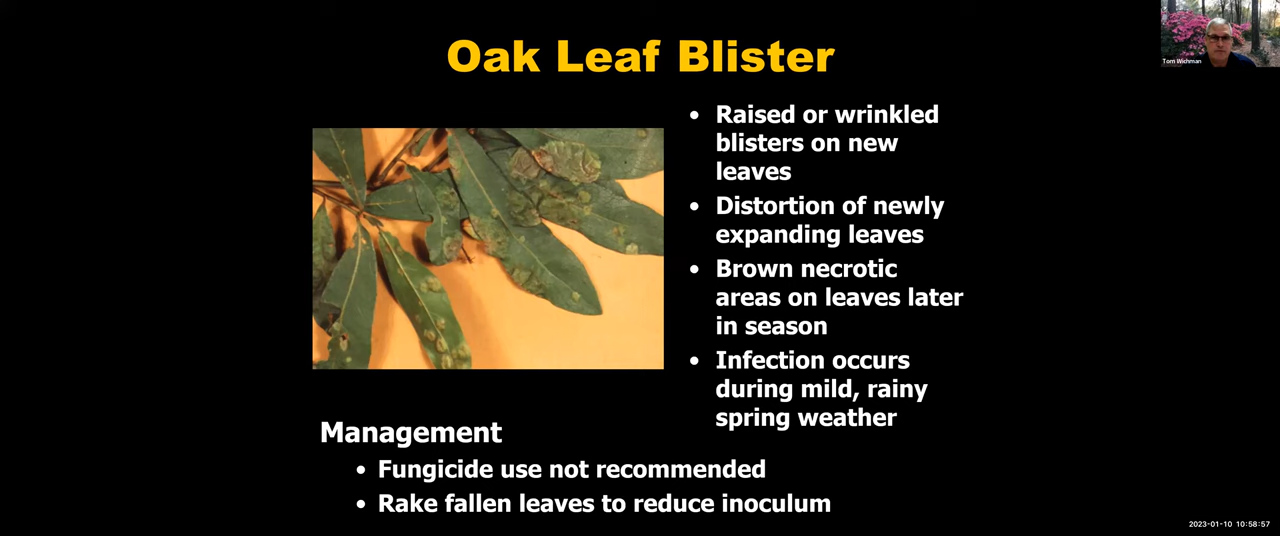 Oak Leaf Blister
Tom Wichman
• Raised or wrinkled
blisters on new
leaves
• Distortion of newly
expanding leaves
• Brown necrotic
areas on leaves later
in season
• Infection occurs
during mild, rainy
spring weather
Management
• Fungicide use not recommended
• Rake fallen leaves to reduce inoculum
2023-01-10 10:58:57